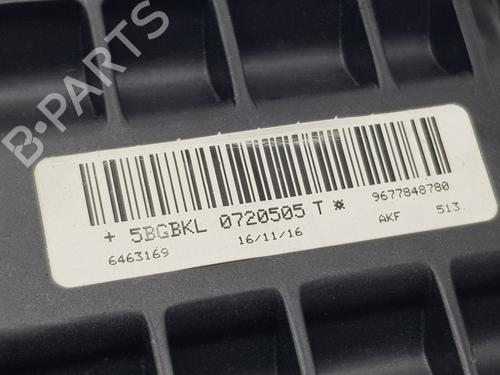 B-PARTS
+ 5BGBKL 0720505 T *
9677848780
6463169
16/11/16
AKF 513